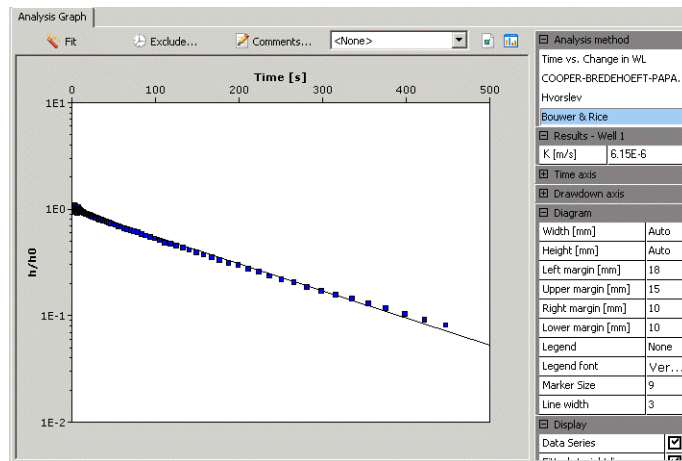 Analysis Graph
Fit Exclude... Comments... <None>
Time [s]
0 100 200 300 400 500
1E1
1E0
1E-1
1E-2
h/h0
Analysis method
Time vs. Change in WL
COOPER-BREDEHOEFT-PAPA.
Hvorslev
Bouwer & Rice
Results - Well 1
K [m/s] 6.15E-6
Time axis
Drawdown axis
Diagram
Width [mm] Auto
Height [mm] Auto
Left margin [mm] 18
Upper margin [mm] 15
Right margin [mm] 10
Lower margin [mm] 10
Legend None
Legend font Ver...
Marker Size 9
Line width 3
Display
Data Series